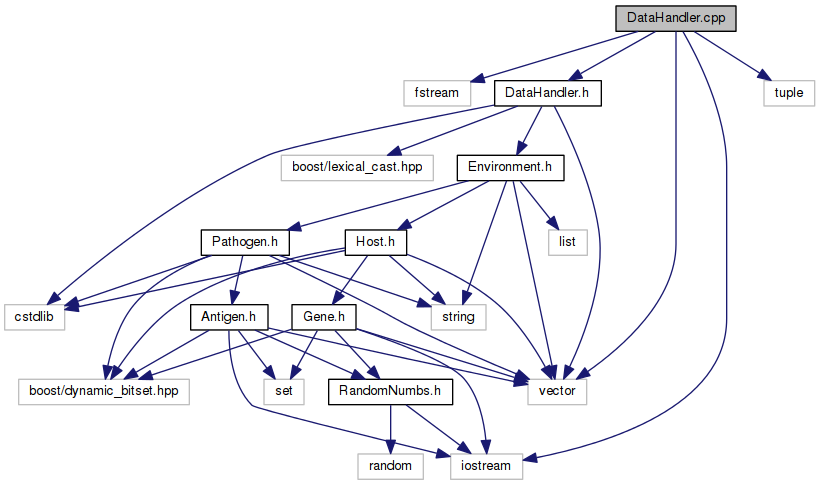 DataHandler.cpp
fstream
DataHandler.h
tuple
boost/lexical_cast.hpp
Environment.h
Pathogen.h
Host.h
list
cstdlib
Antigen.h
Gene.h
string
boost/dynamic_bitset.hpp
set
RandomNumbs.h
vector
random
iostream